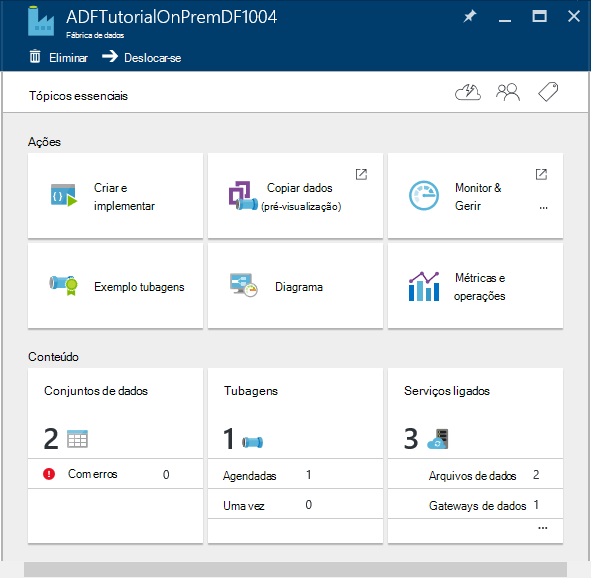 ADFTutorialOnPremDF1004
Fábrica de dados
Eliminar
Deslocar-se
Tópicos essenciais
Ações
Criar e
implementar
Copiar dados
(pré-visualização)
Monitor &
Gerir
...
Exemplo tubagens
Diagrama
Métricas e
operações
Conteúdo
Conjuntos de dados
2
Com erros 0
Tubagens
1
Agendadas 1
Uma vez 0
Serviços ligados
3
Arquivos de dados 2
Gateways de dados 1
...